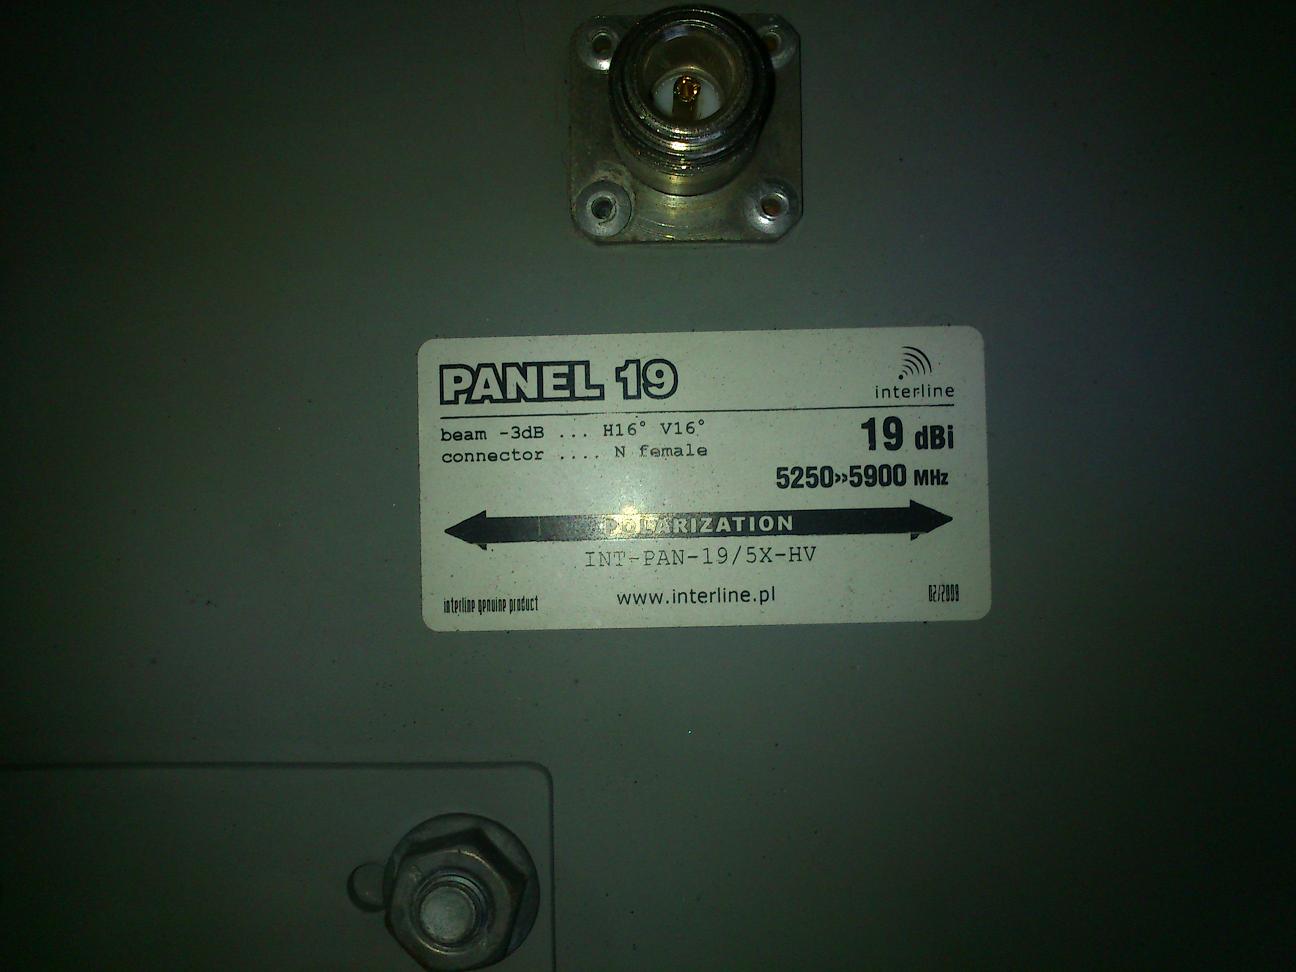 PANEL 19
interline
beam -3dB ... H16° V16°
connector .... N female
19 dBi
5250»5900 MHz
POLARIZATION
INT-PAN-19/5X-HV
www.interline.pl
interline genuine product
02/2009